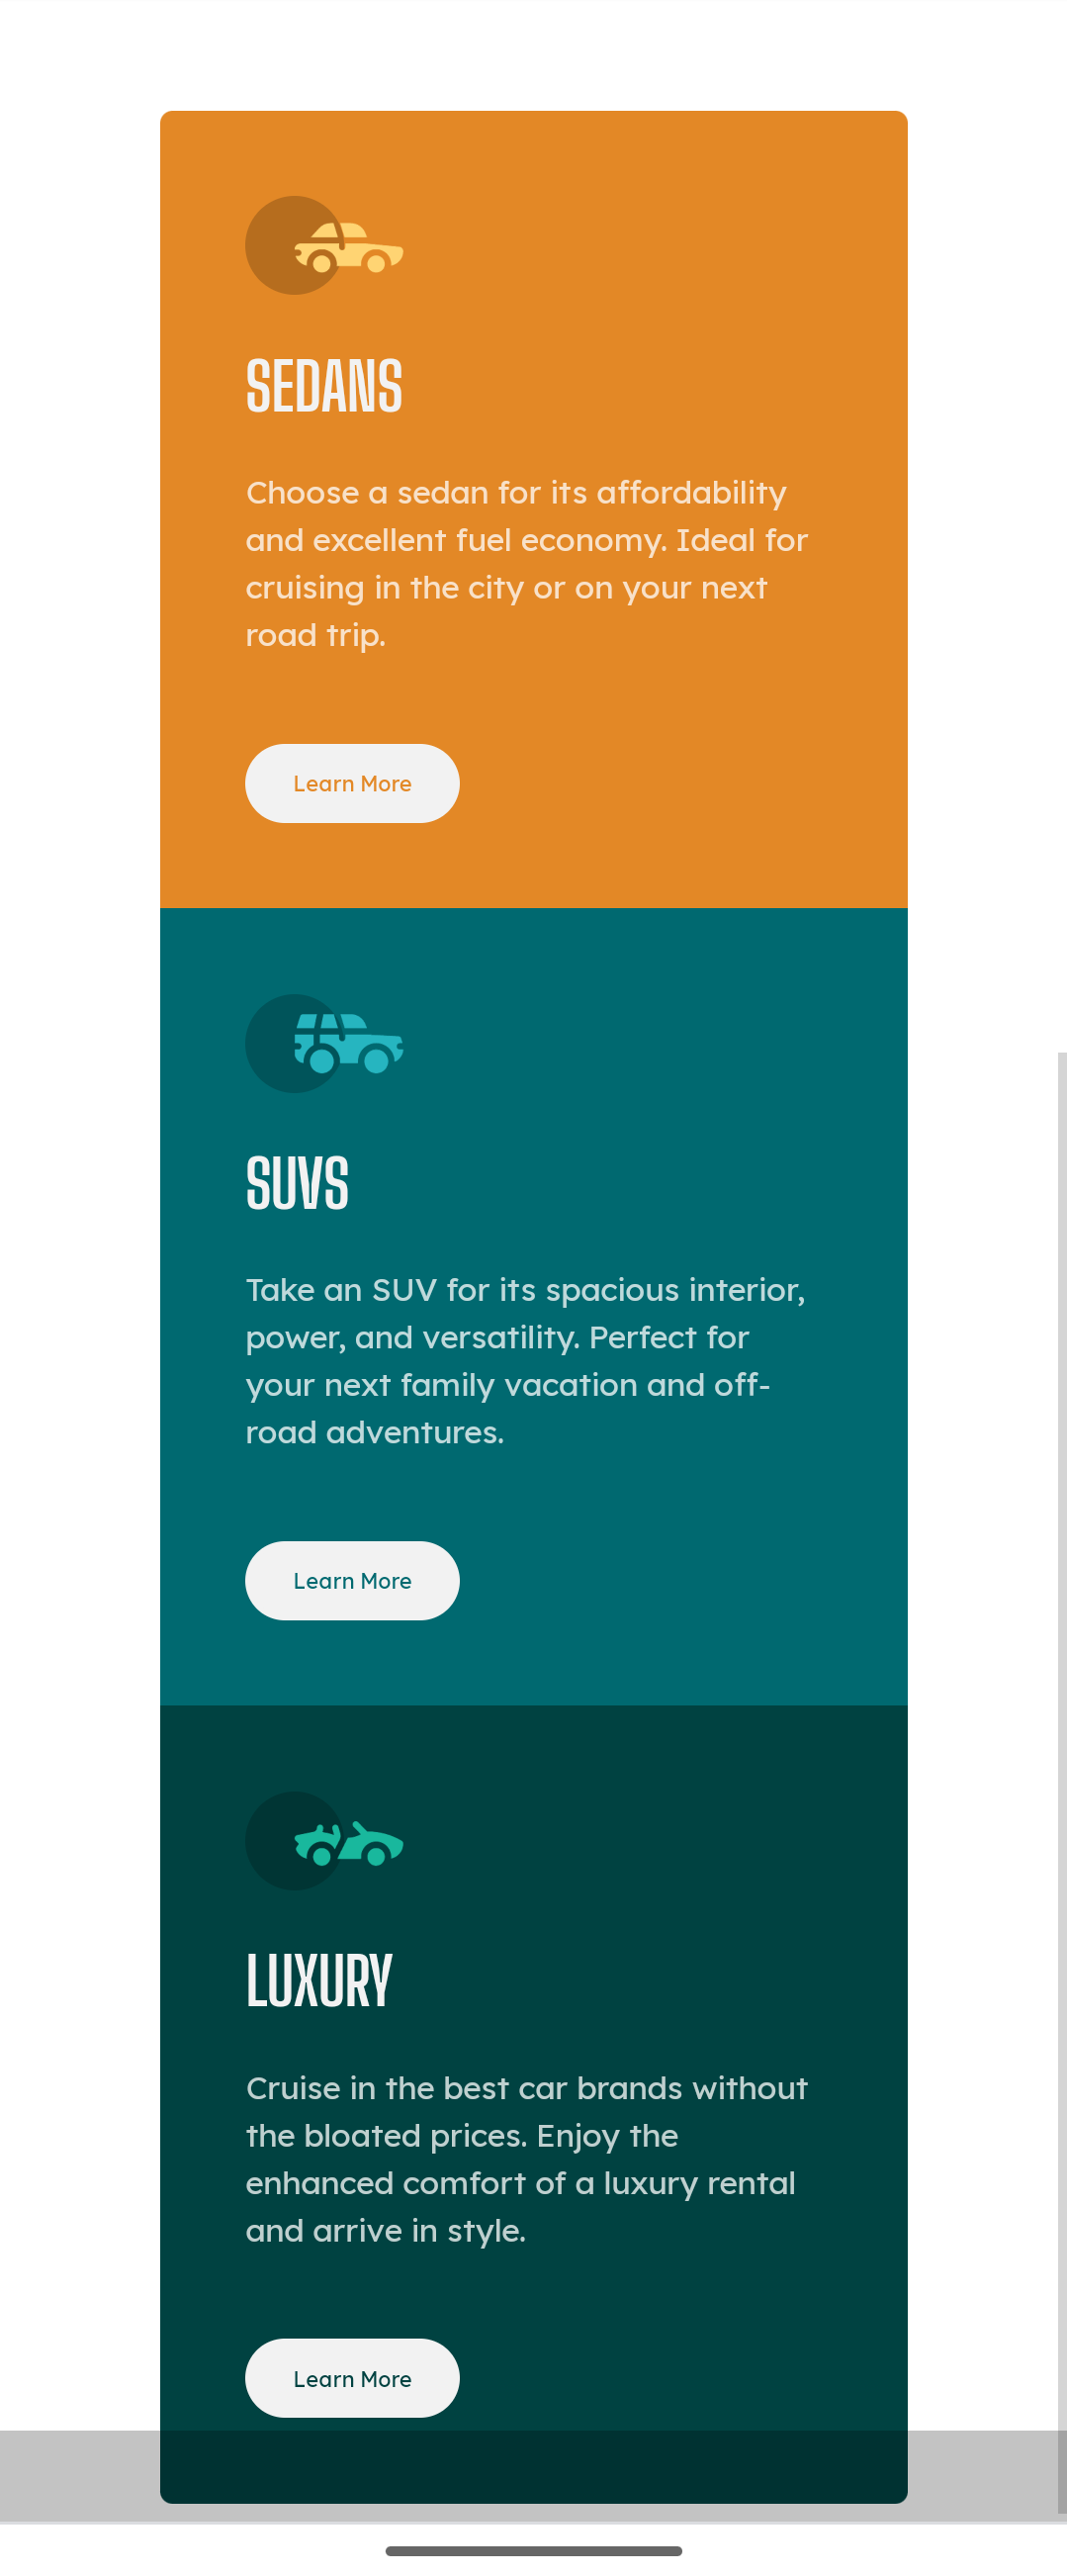 SEDANS
Choose a sedan for its affordability
and excellent fuel economy. Ideal for
cruising in the city or on your next
road trip.
Learn More
SUVS
Take an SUV for its spacious interior,
power, and versatility. Perfect for
your next family vacation and off-
road adventures.
Learn More
LUXURY
Cruise in the best car brands without
the bloated prices. Enjoy the
enhanced comfort of a luxury rental
and arrive in style.
Learn More